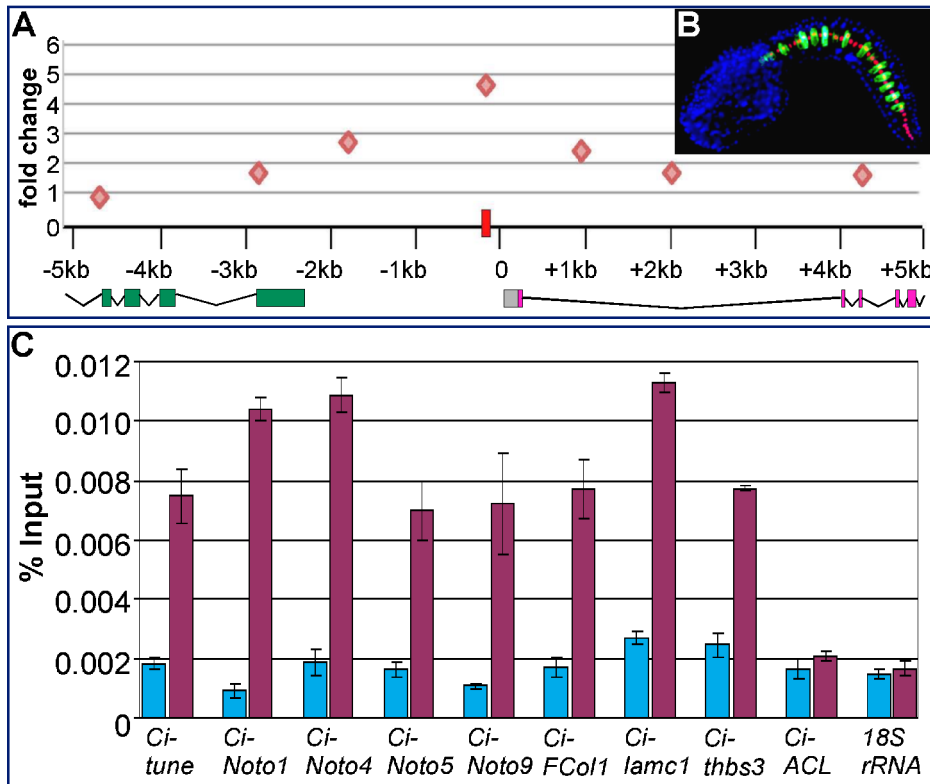 A
B
fold change
6
5
4
3
2
1
0
-5kb -4kb -3kb -2kb -1kb 0 +1kb +2kb +3kb +4kb +5kb
C
% Input
0.012
0.010
0.008
0.006
0.004
0.002
0
Ci- Ci- Ci- Ci- Ci- Ci- Ci- Ci- Ci- 18S
tune Noto1 Noto4 Noto5 Noto9 FCol1 lamc1 thbs3 ACL rRNA